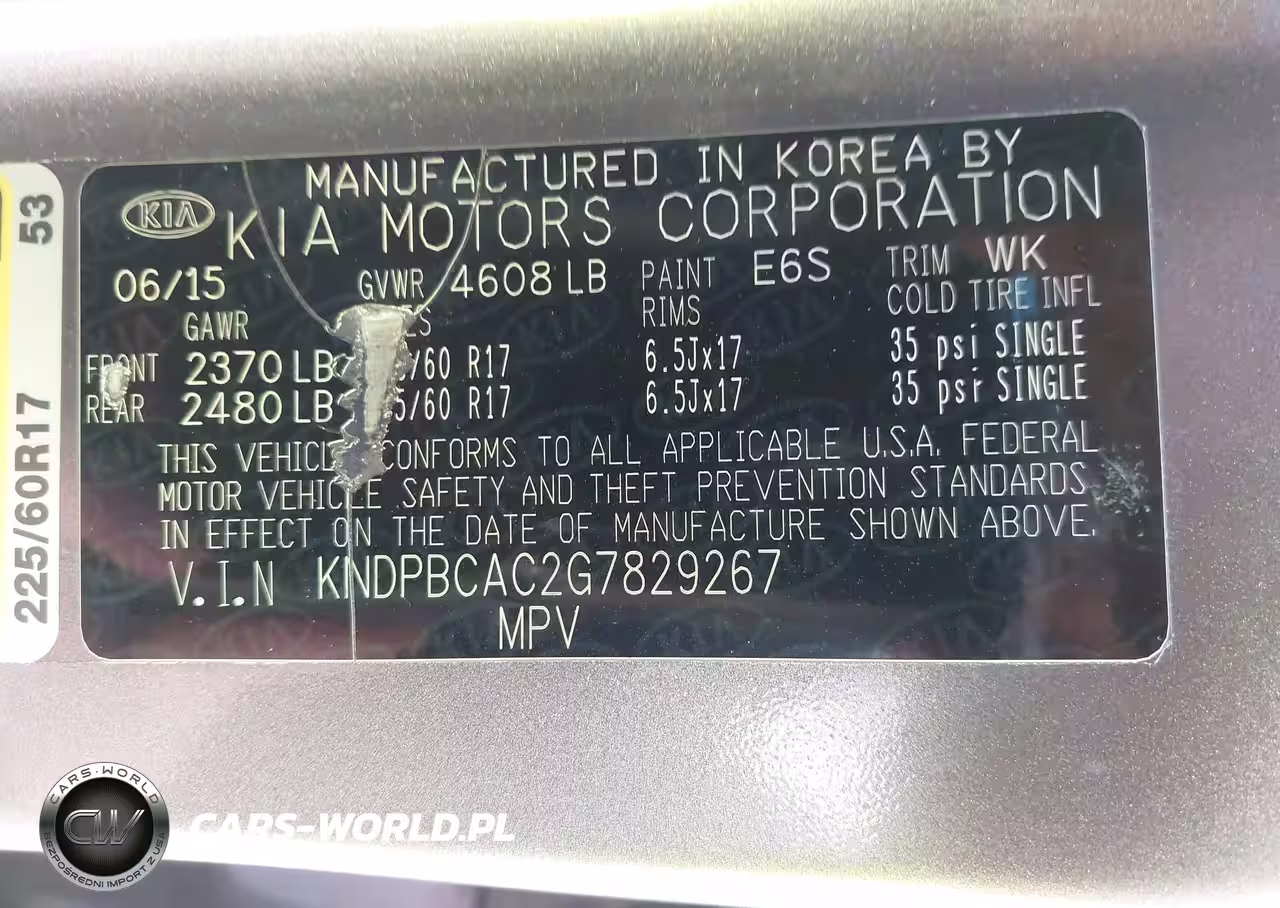 53
225/60R17
MANUFACTURED IN KOREA BY
KIA KIA MOTORS CORPORATION
06/15 GVWR 4608 LB PAINT E6S TRIM WK
GAWR RIMS COLD TIRE INFL
FRONT 2370 LB /60 R17 6.5Jx17 35 psi SINGLE
REAR 2480 LB 5/60 R17 6.5Jx17 35 psi SINGLE
THIS VEHICLE CONFORMS TO ALL APPLICABLE U.S.A. FEDERAL
MOTOR VEHICLE SAFETY AND THEFT PREVENTION STANDARDS
IN EFFECT ON THE DATE OF MANUFACTURE SHOWN ABOVE.
V.I.N KNDPBCAC2G7829267
MPV
CARS-WORLD
CW
BEZPOŚREDNI IMPORT Z USA
CARS-WORLD.PL